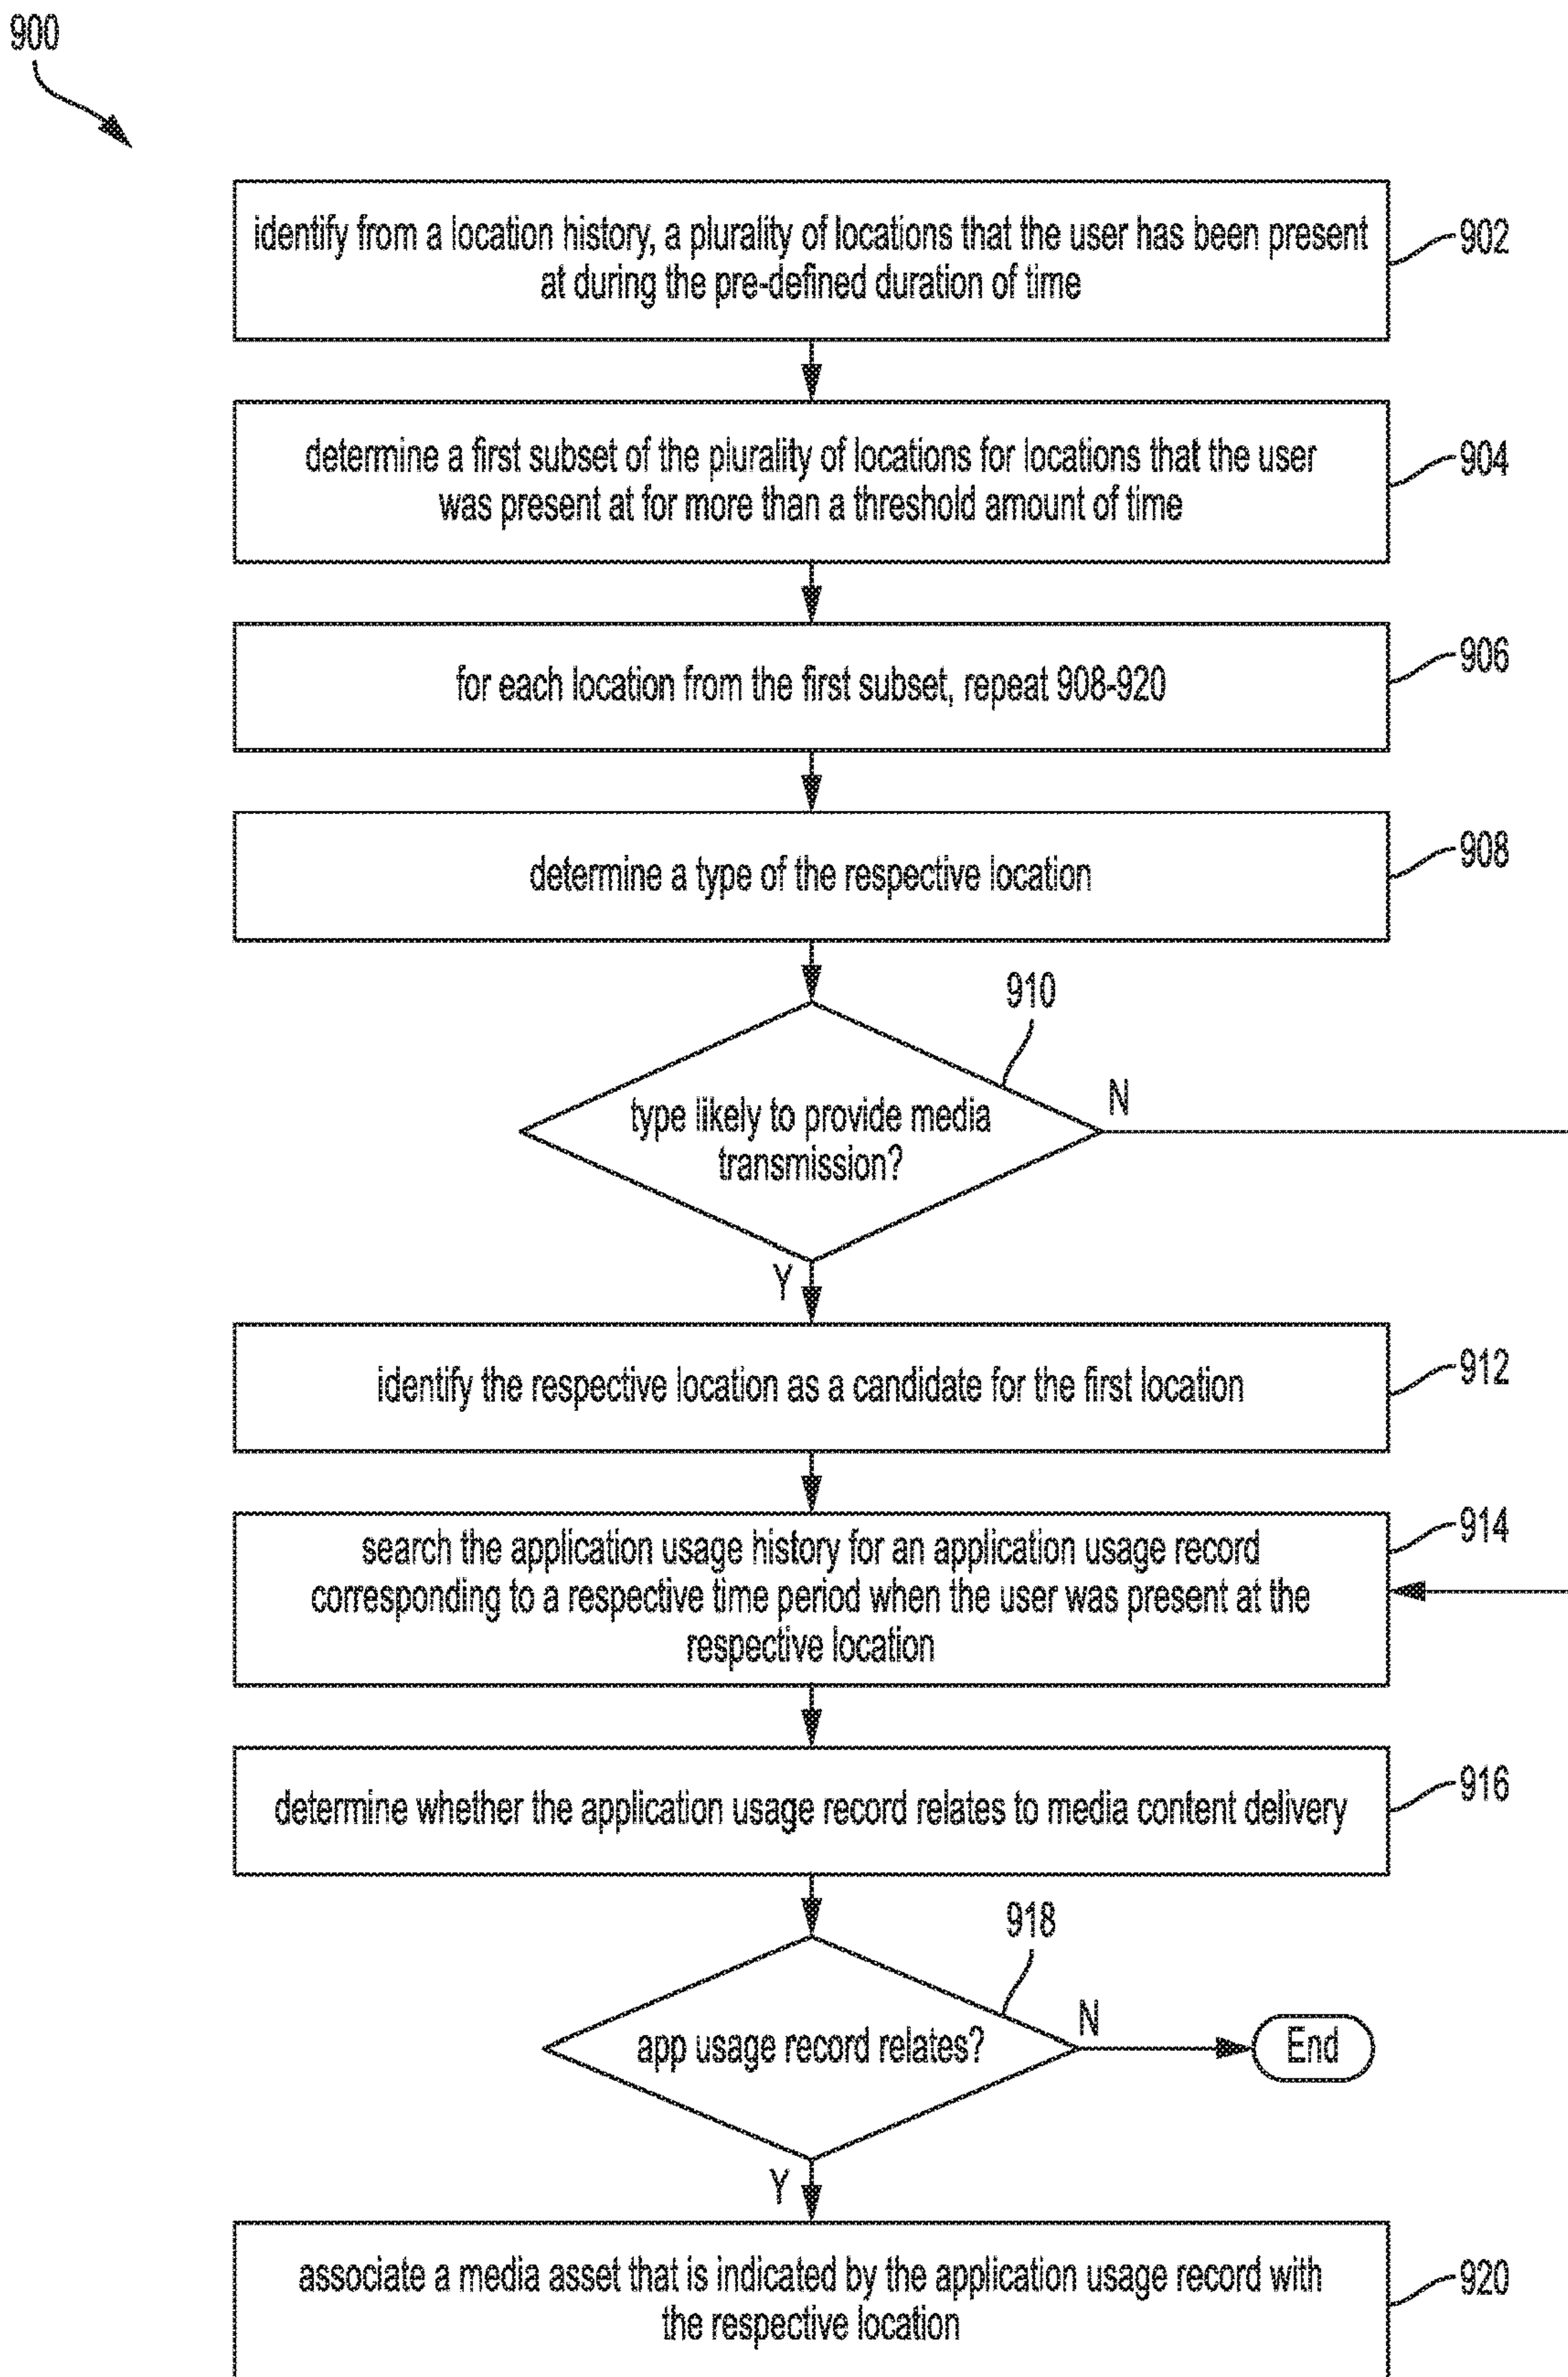 900
identify from a location history, a plurality of locations that the user has been present
at during the pre-defined duration of time
902
determine a first subset of the plurality of locations for locations that the user
was present at for more than a threshold amount of time
904
for each location from the first subset, repeat 908-920
906
determine a type of the respective location
908
910
type likely to provide media
transmission?
N
Y
identify the respective location as a candidate for the first location
912
search the application usage history for an application usage record
corresponding to a respective time period when the user was present at the
respective location
914
determine whether the application usage record relates to media content delivery
916
918
app usage record relates?
N
End
Y
associate a media asset that is indicated by the application usage record with
the respective location
920